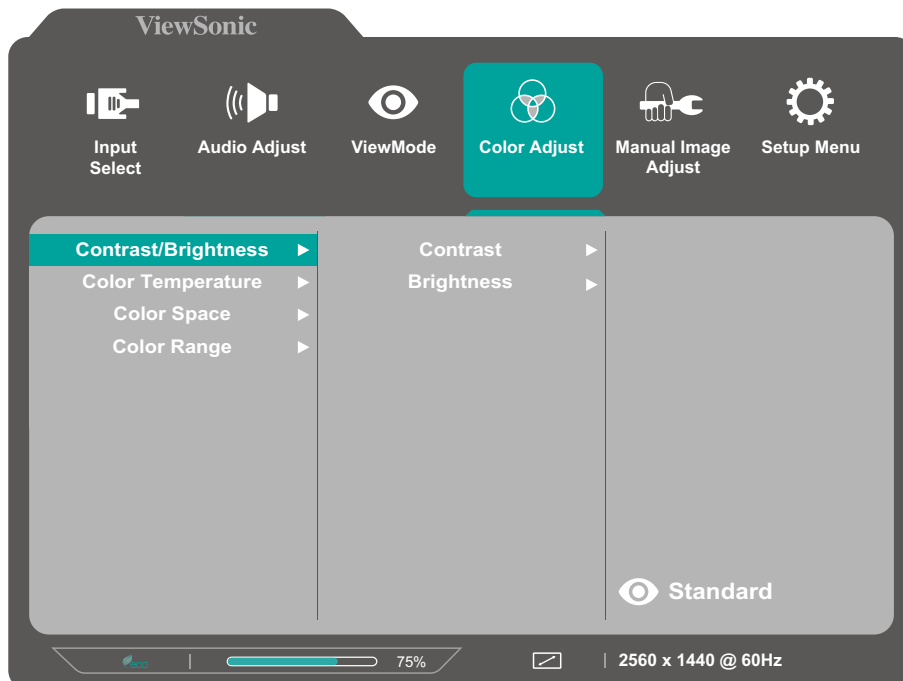 ViewSonic
Input Select
Audio Adjust
ViewMode
Color Adjust
Manual Image Adjust
Setup Menu
Contrast/Brightness
Color Temperature
Color Space
Color Range
Contrast
Brightness
Standard
eco
75%
2560 x 1440 @ 60Hz